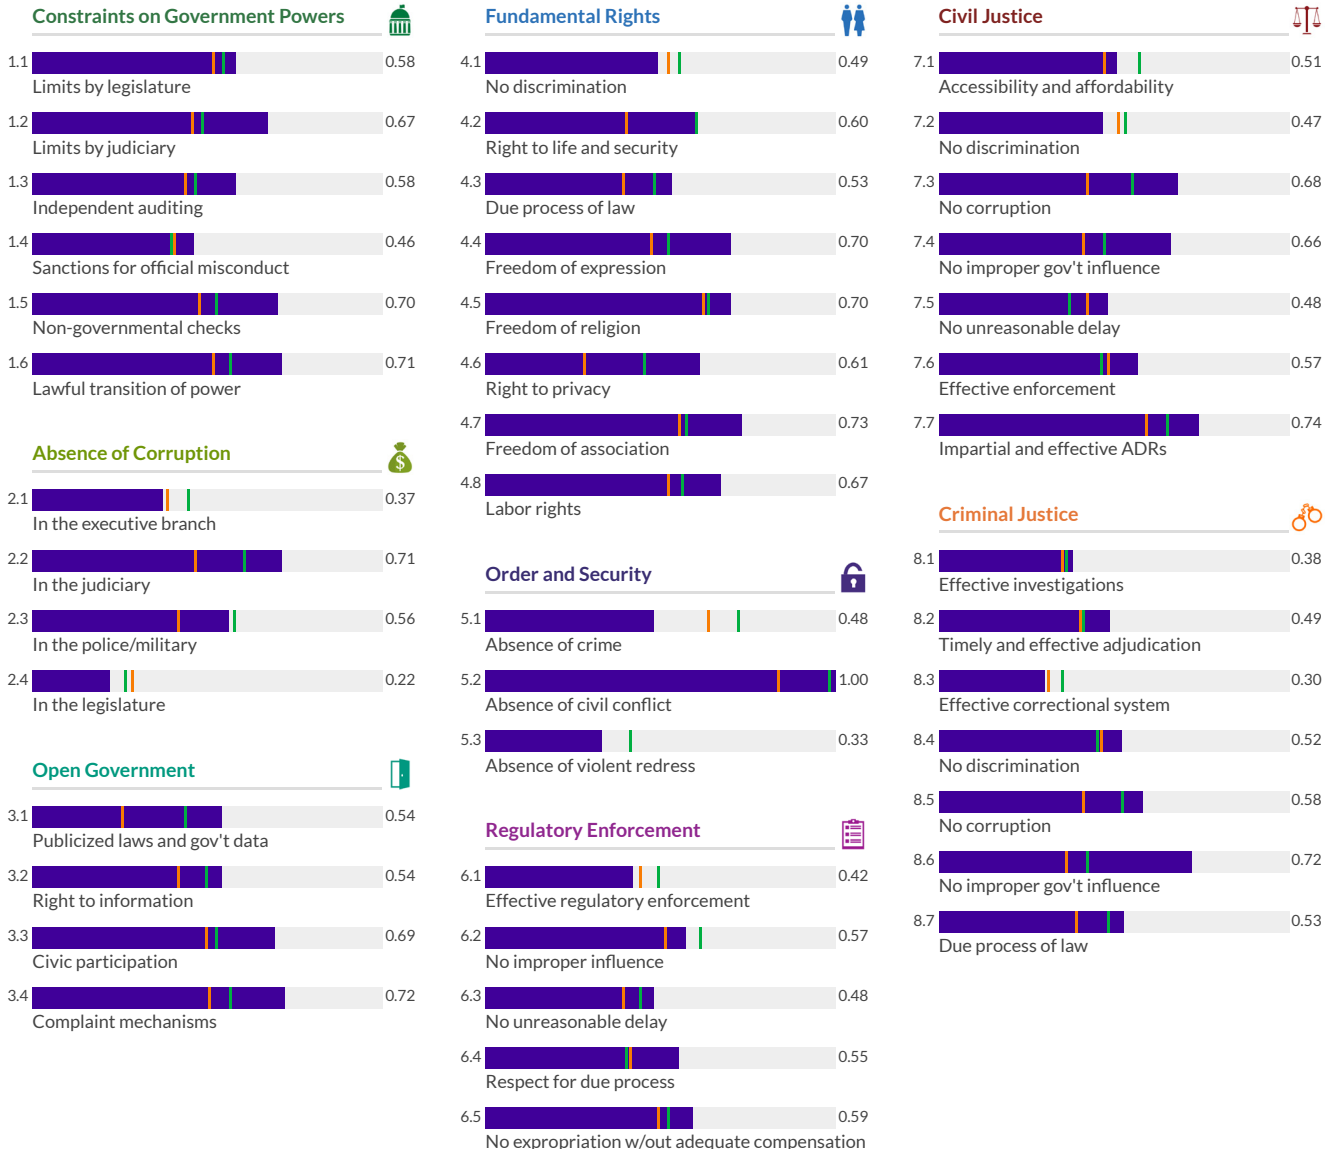 Constraints on Government Powers
1.1 0.58
Limits by legislature
1.2 0.67
Limits by judiciary
1.3 0.58
Independent auditing
1.4 0.46
Sanctions for official misconduct
1.5 0.70
Non-governmental checks
1.6 0.71
Lawful transition of power
Absence of Corruption
$
2.1 0.37
In the executive branch
2.2 0.71
In the judiciary
2.3 0.56
In the police/military
2.4 0.22
In the legislature
Open Government
3.1 0.54
Publicized laws and gov't data
3.2 0.54
Right to information
3.3 0.69
Civic participation
3.4 0.72
Complaint mechanisms
Fundamental Rights
4.1 0.49
No discrimination
4.2 0.60
Right to life and security
4.3 0.53
Due process of law
4.4 0.70
Freedom of expression
4.5 0.70
Freedom of religion
4.6 0.61
Right to privacy
4.7 0.73
Freedom of association
4.8 0.67
Labor rights
Order and Security
5.1 0.48
Absence of crime
5.2 1.00
Absence of civil conflict
5.3 0.33
Absence of violent redress
Regulatory Enforcement
6.1 0.42
Effective regulatory enforcement
6.2 0.57
No improper influence
6.3 0.48
No unreasonable delay
6.4 0.55
Respect for due process
6.5 0.59
No expropriation w/out adequate compensation
Civil Justice
7.1 0.51
Accessibility and affordability
7.2 0.47
No discrimination
7.3 0.68
No corruption
7.4 0.66
No improper gov't influence
7.5 0.48
No unreasonable delay
7.6 0.57
Effective enforcement
7.7 0.74
Impartial and effective ADRs
Criminal Justice
8.1 0.38
Effective investigations
8.2 0.49
Timely and effective adjudication
8.3 0.30
Effective correctional system
8.4 0.52
No discrimination
8.5 0.58
No corruption
8.6 0.72
No improper gov't influence
8.7 0.53
Due process of law